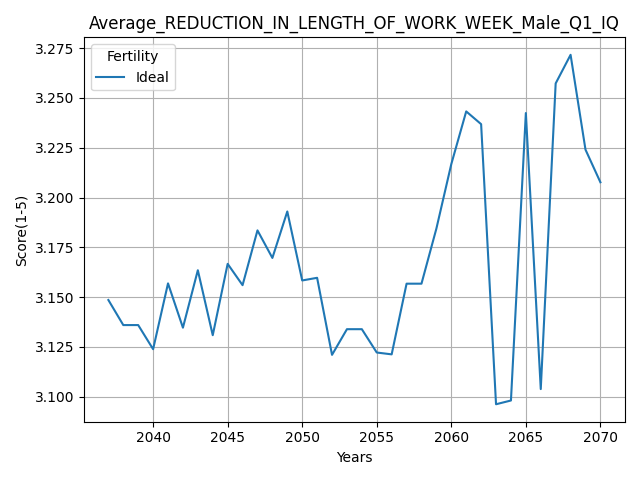 Average_REDUCTION_IN_LENGTH_OF_WORK_WEEK_Male_Q1_IQ
Fertility
Ideal
3.275
3.250
3.225
3.200
3.175
3.150
3.125
3.100
Score(1-5)
2040 2045 2050 2055 2060 2065 2070
Years